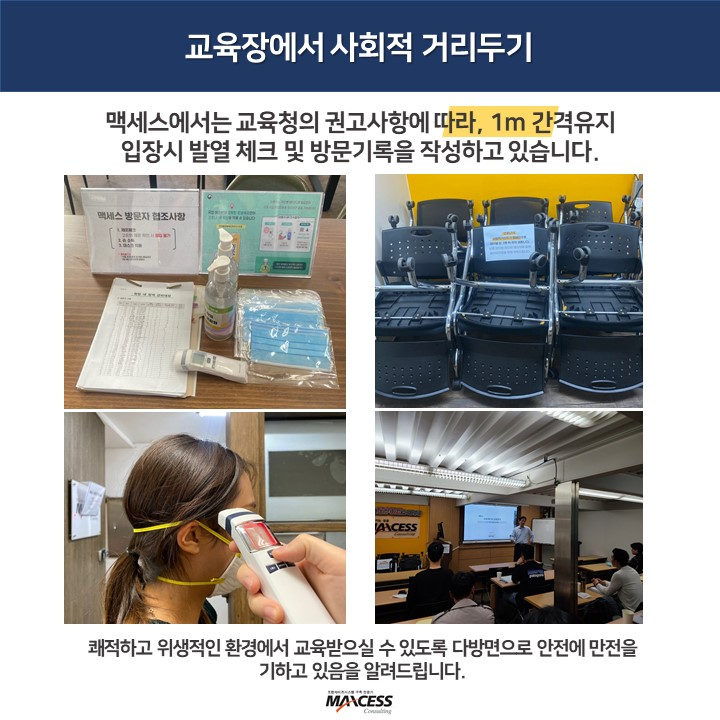 교육장에서 사회적 거리두기
맥세스에서는 교육청의 권고사항에 따라, 1m 간격유지
입장시 발열 체크 및 방문기록을 작성하고 있습니다.
맥세스 방문자 협조사항
MAXCESS
Consulting
쾌적하고 위생적인 환경에서 교육받으실 수 있도록 다방면으로 안전에 만전을
기하고 있음을 알려드립니다.
MAXCESS
Consulting